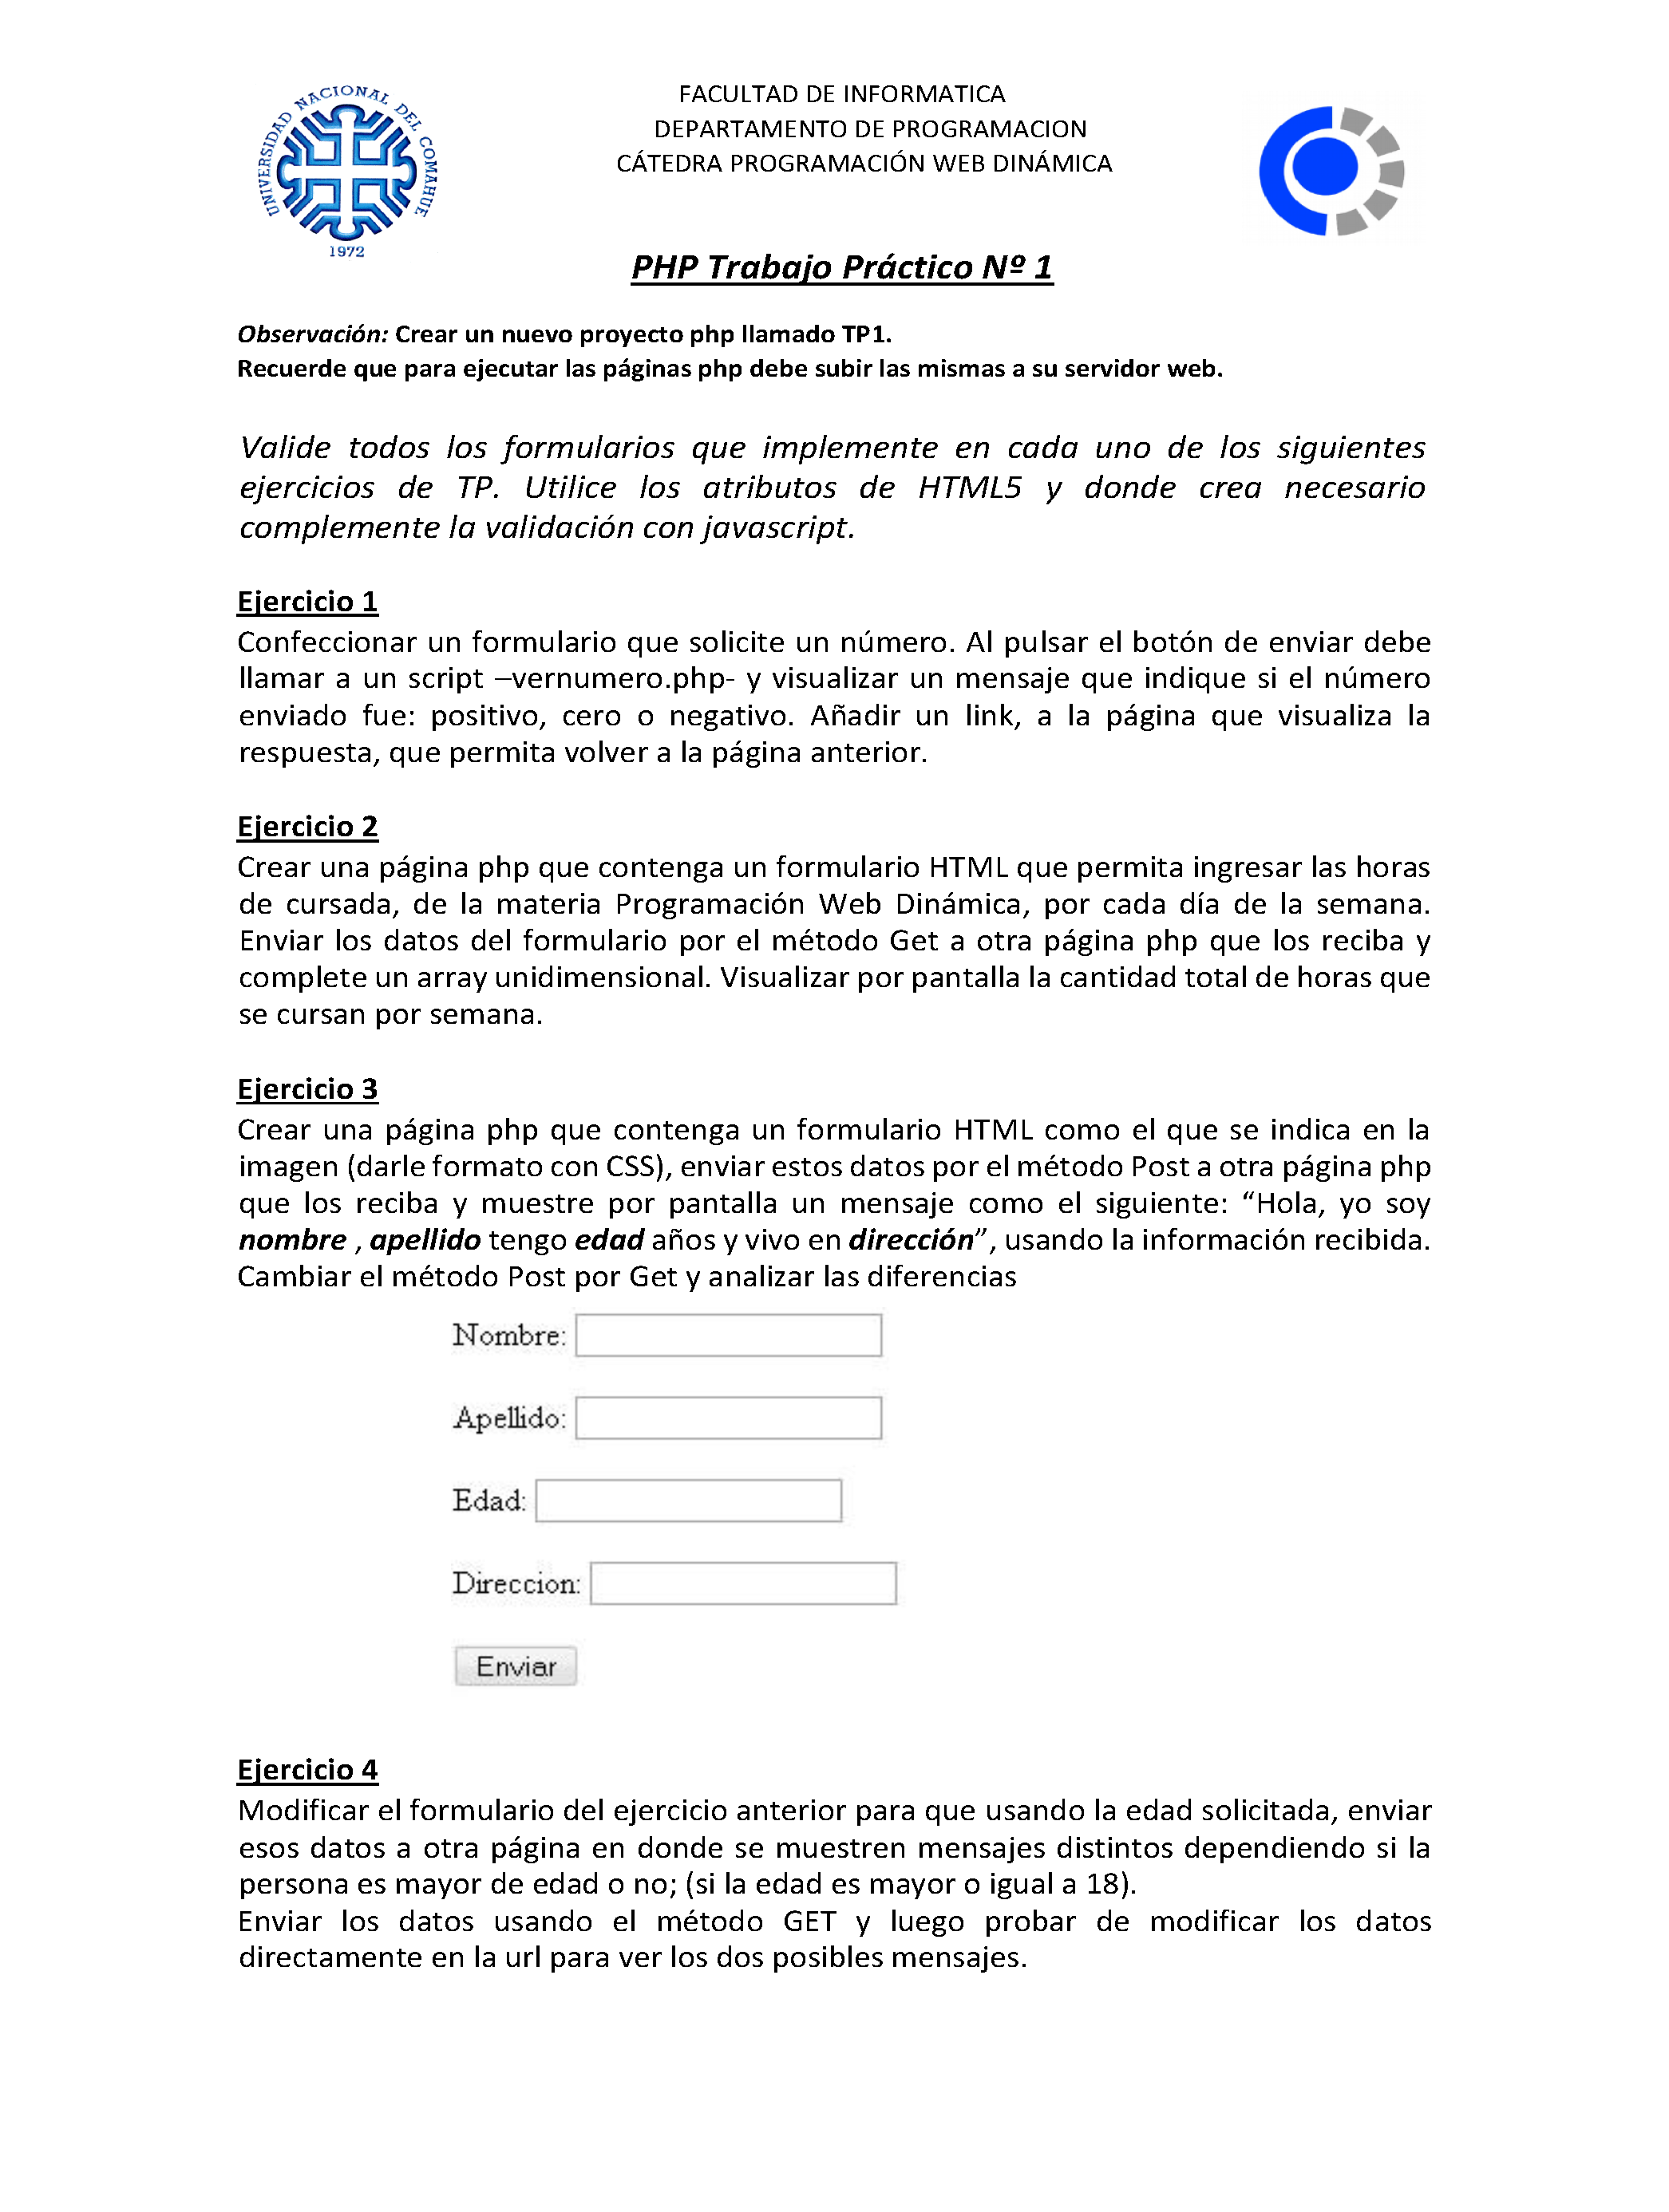 UNIVERSIDAD NACIONAL DEL COMAHUE
1972
FACULTAD DE INFORMATICA
DEPARTAMENTO DE PROGRAMACION
CÁTEDRA PROGRAMACIÓN WEB DINÁMICA
PHP Trabajo Práctico Nº 1
Observación: Crear un nuevo proyecto php llamado TP1.
Recuerde que para ejecutar las páginas php debe subir las mismas a su servidor web.
Valide todos los formularios que implemente en cada uno de los siguientes
ejercicios de TP. Utilice los atributos de HTML5 y donde crea necesario
complemente la validación con javascript.
Ejercicio 1
Confeccionar un formulario que solicite un número. Al pulsar el botón de enviar debe
llamar a un script –vernumero.php- y visualizar un mensaje que indique si el número
enviado fue: positivo, cero o negativo. Añadir un link, a la página que visualiza la
respuesta, que permita volver a la página anterior.
Ejercicio 2
Crear una página php que contenga un formulario HTML que permita ingresar las horas
de cursada, de la materia Programación Web Dinámica, por cada día de la semana.
Enviar los datos del formulario por el método Get a otra página php que los reciba y
complete un array unidimensional. Visualizar por pantalla la cantidad total de horas que
se cursan por semana.
Ejercicio 3
Crear una página php que contenga un formulario HTML como el que se indica en la
imagen (darle formato con CSS), enviar estos datos por el método Post a otra página php
que los reciba y muestre por pantalla un mensaje como el siguiente: “Hola, yo soy
nombre , apellido tengo edad años y vivo en dirección”, usando la información recibida.
Cambiar el método Post por Get y analizar las diferencias
Nombre:
Apellido:
Edad:
Direccion:
Enviar
Ejercicio 4
Modificar el formulario del ejercicio anterior para que usando la edad solicitada, enviar
esos datos a otra página en donde se muestren mensajes distintos dependiendo si la
persona es mayor de edad o no; (si la edad es mayor o igual a 18).
Enviar los datos usando el método GET y luego probar de modificar los datos
directamente en la url para ver los dos posibles mensajes.